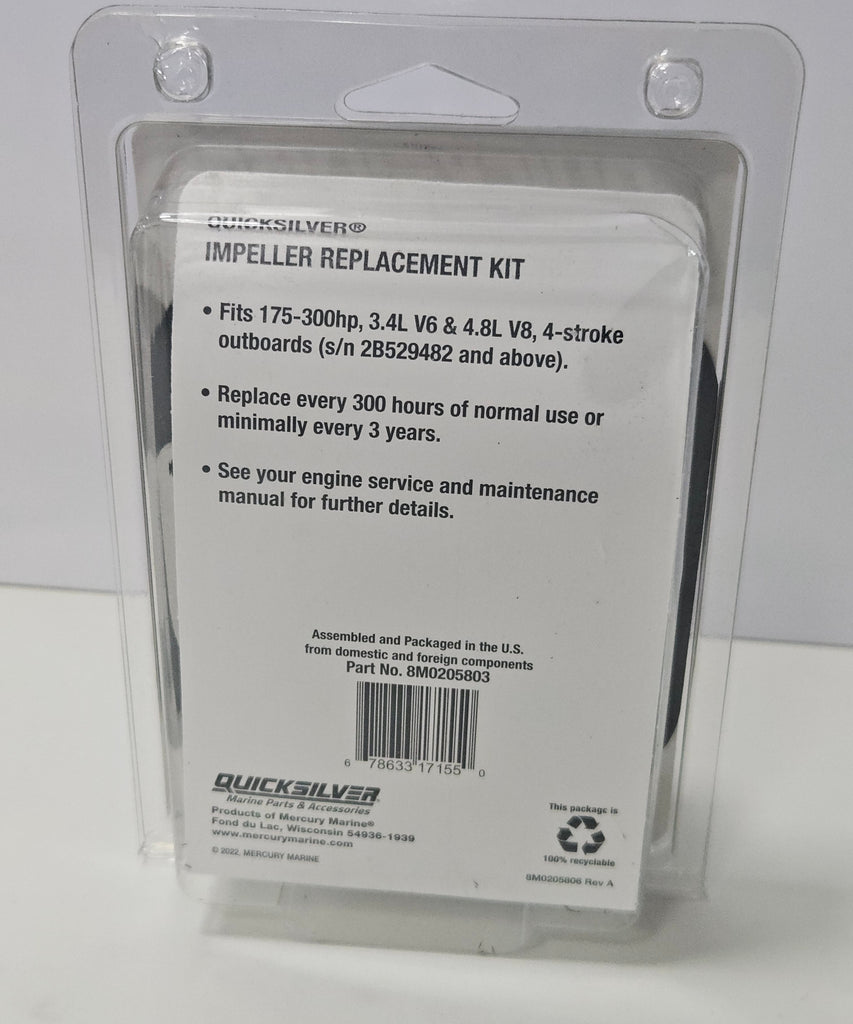 QUICKSILVER®
IMPELLER REPLACEMENT KIT
• Fits 175-300hp, 3.4L V6 & 4.8L V8, 4-stroke
outboards (s/n 2B529482 and above).
• Replace every 300 hours of normal use or
minimally every 3 years.
• See your engine service and maintenance
manual for further details.
Assembled and Packaged in the U.S.
from domestic and foreign components
Part No. 8M0205803
6 78633 17155 0
QUICKSILVER
Marine Parts & Accessories
Products of Mercury Marine®
Fond du Lac, Wisconsin 54936-1939
www.mercurymarine.com
© 2022, MERCURY MARINE
This package is
100% recyclable
8M0205806 Rev A